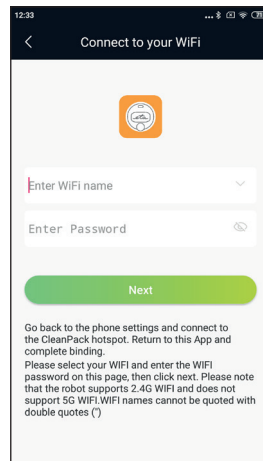 12:33
Connect to your WiFi
Enter WiFi name
Enter Password
Next
Go back to the phone settings and connect to
the CleanPack hotspot. Return to this App and
complete binding.
Please select your WIFI and enter the WIFI
password on this page, then click next. Please note
that the robot supports 2.4G WIFI and does not
support 5G WIFI.WIFI names cannot be quoted with
double quotes (")